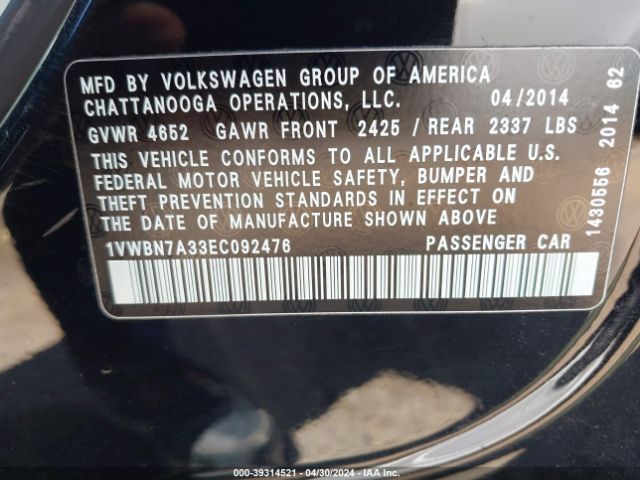 MFD BY VOLKSWAGEN GROUP OF AMERICA
CHATTANOOGA OPERATIONS, LLC. 04/2014
GVWR 4652 GAWR FRONT 2425 / REAR 2337 LBS
THIS VEHICLE CONFORMS TO ALL APPLICABLE U.S.
FEDERAL MOTOR VEHICLE SAFETY, BUMPER AND
THEFT PREVENTION STANDARDS IN EFFECT ON
THE DATE OF MANUFACTURE SHOWN ABOVE
1VWBN7A33EC092476 PASSENGER CAR
1430556 2014 62
000-39314521 - 04/30/2024 - IAA Inc.